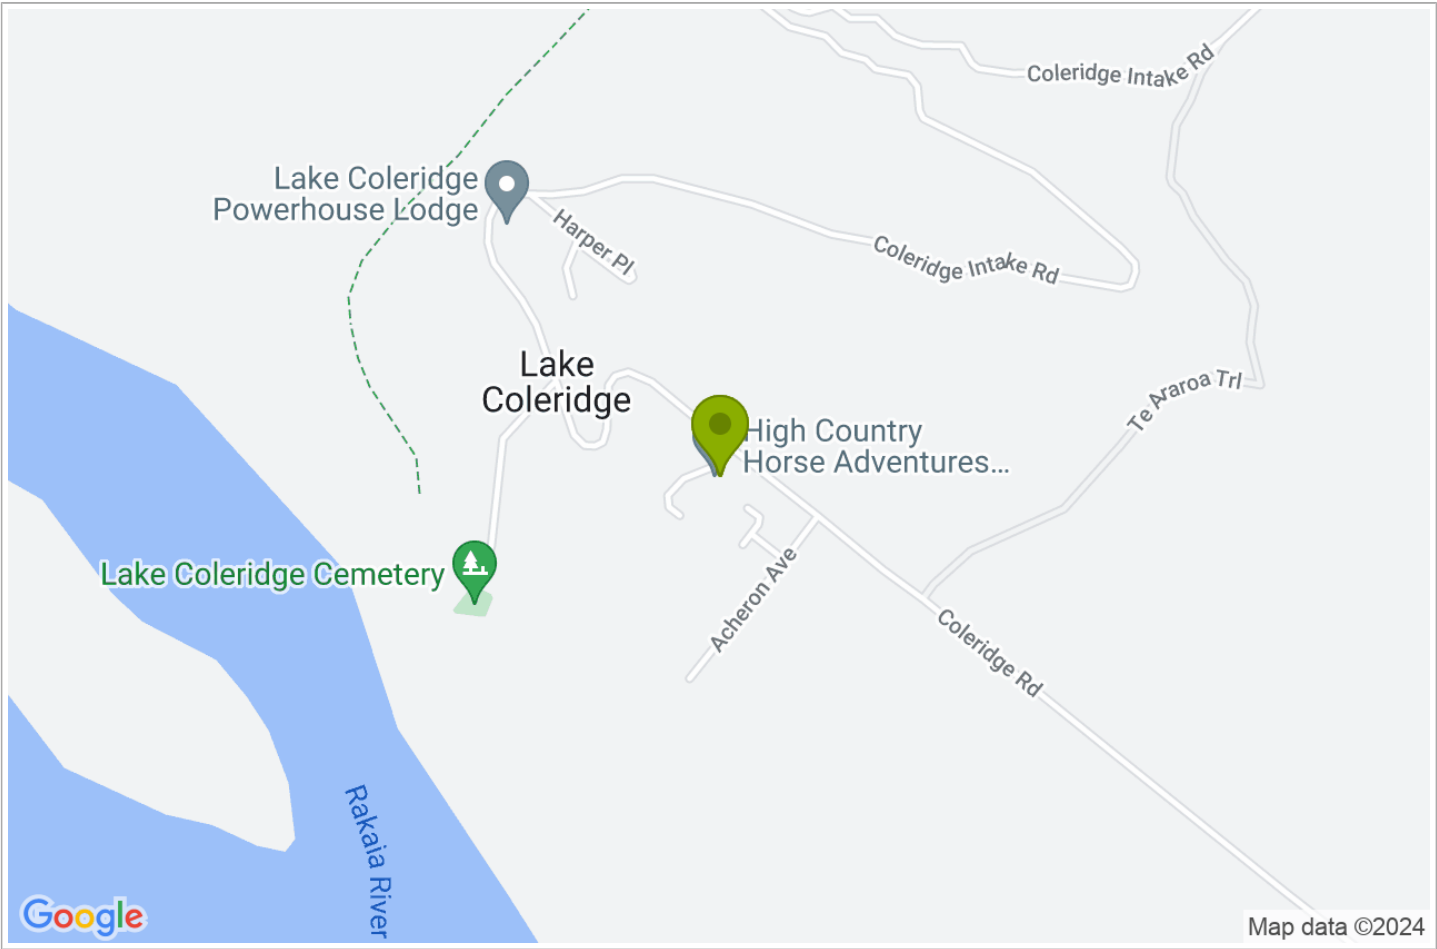 Coleridge Intake Rd
Lake Coleridge
Powerhouse Lodge
Harper Pl
Coleridge Intake Rd
Lake
Coleridge
Te Araroa Trl
High Country
Horse Adventures...
Lake Coleridge Cemetery
Acheron Ave
Coleridge Rd
Rakaia River
Google
Map data ©2024